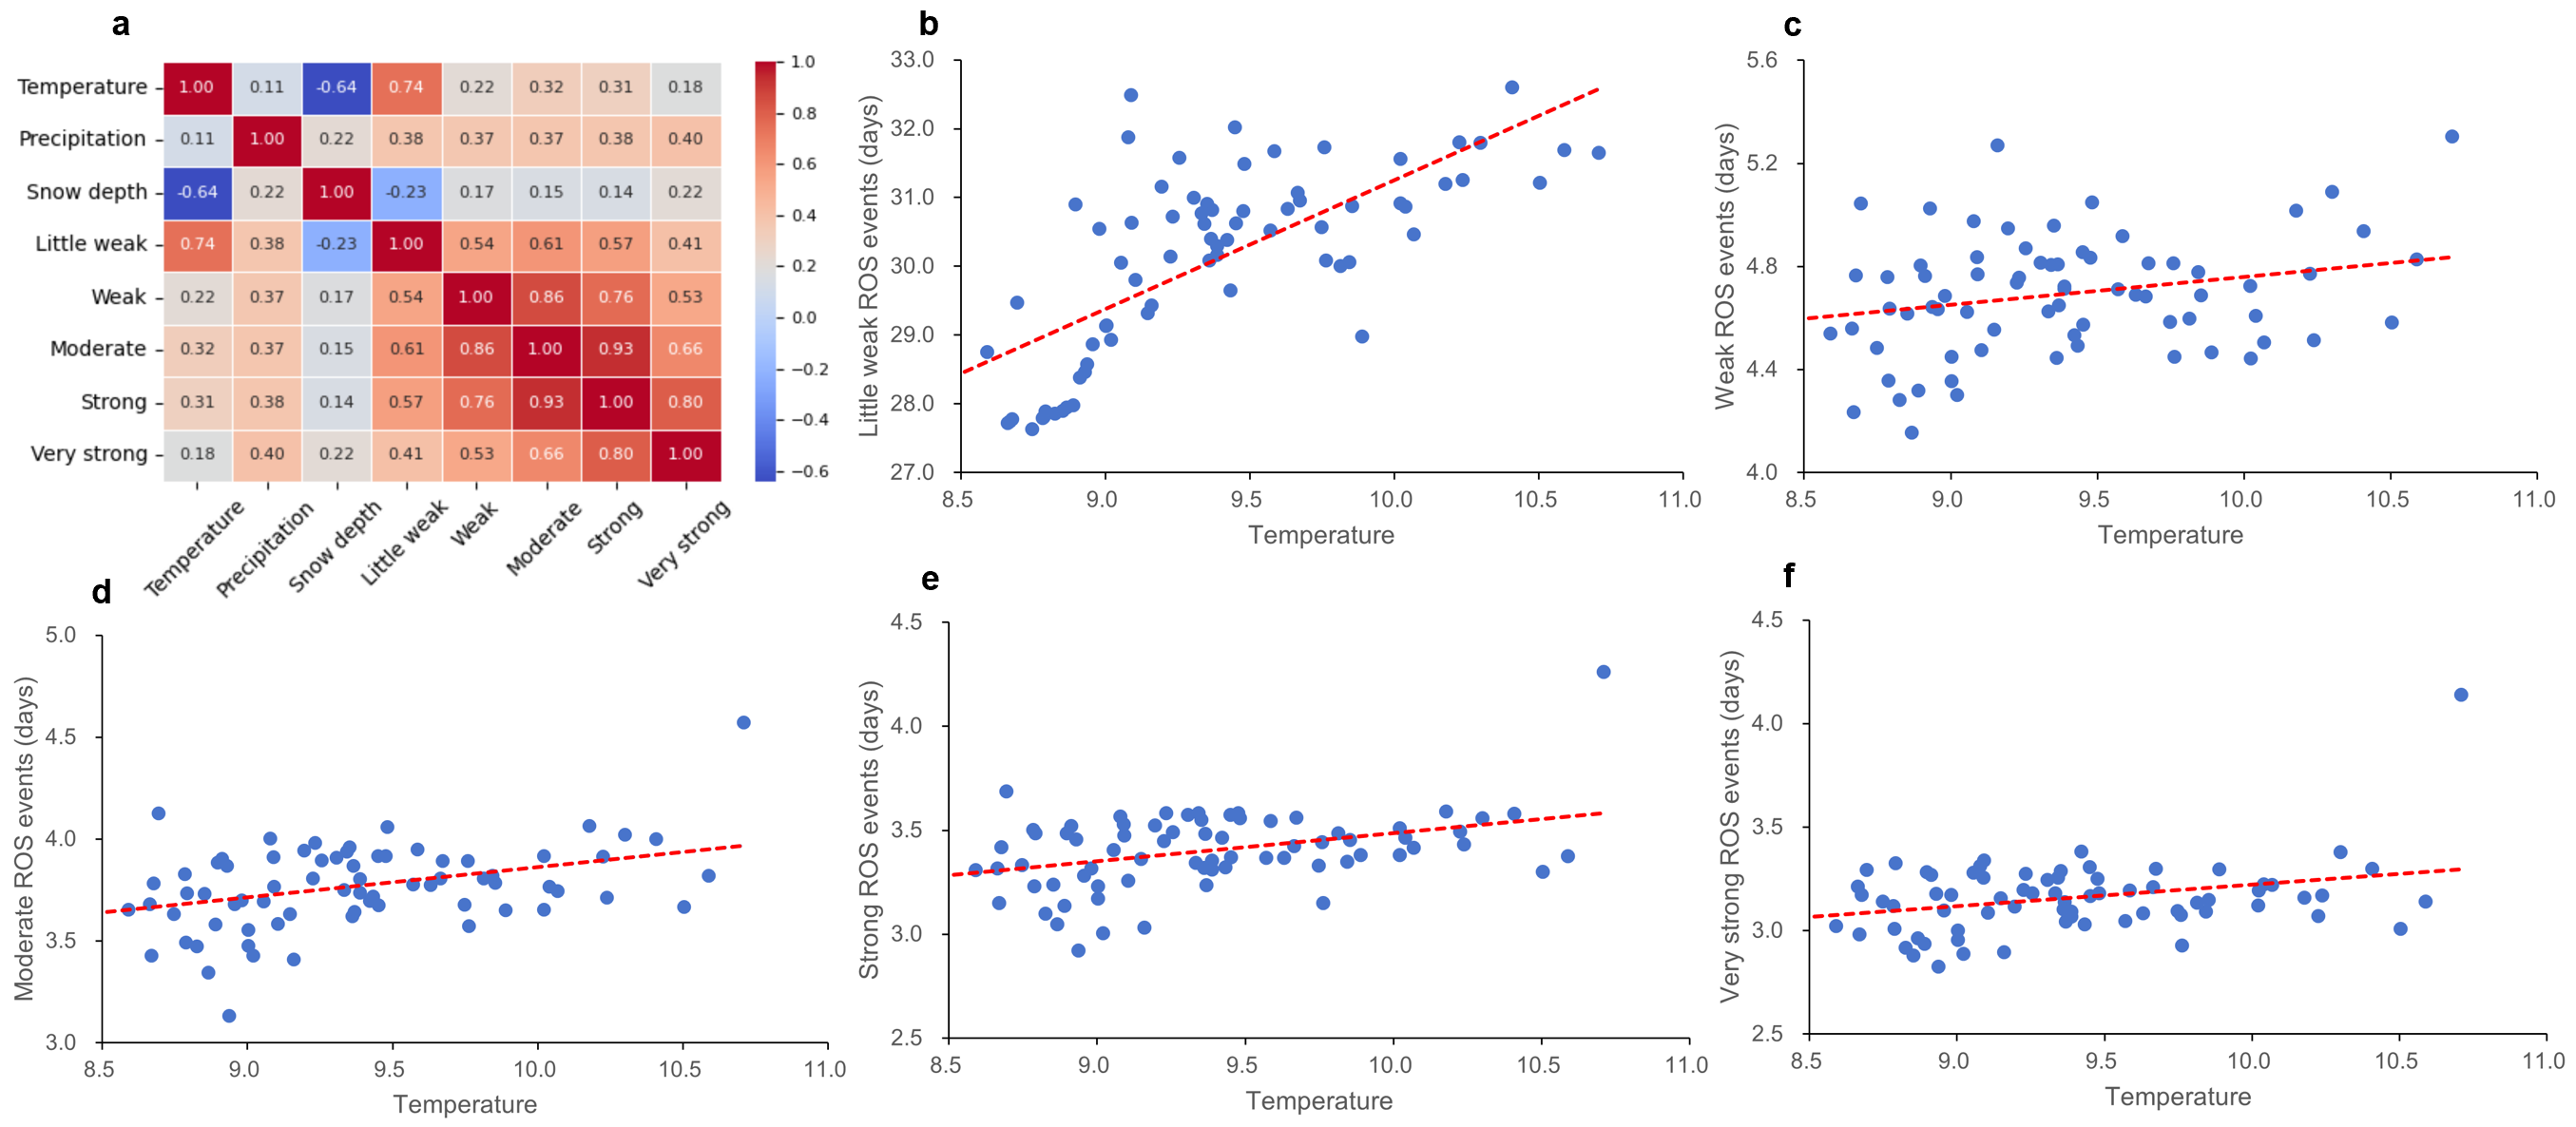 a
Temperature 1.00 0.11 -0.64 0.74 0.22 0.32 0.31 0.18
Precipitation 0.11 1.00 0.22 0.38 0.37 0.37 0.38 0.40
Snow depth -0.64 0.22 1.00 -0.23 0.17 0.15 0.14 0.22
Little weak 0.74 0.38 -0.23 1.00 0.54 0.61 0.57 0.41
Weak 0.22 0.37 0.17 0.54 1.00 0.86 0.76 0.53
Moderate 0.32 0.37 0.15 0.61 0.86 1.00 0.93 0.66
Strong 0.31 0.38 0.14 0.57 0.76 0.93 1.00 0.80
Very strong 0.18 0.40 0.22 0.41 0.53 0.66 0.80 1.00
Temperature Precipitation Snow depth Little weak Weak Moderate Strong Very strong
1.0
0.8
0.6
0.4
0.2
0.0
−0.2
−0.4
−0.6
b
Little weak ROS events (days)
33.0
32.0
31.0
30.0
29.0
28.0
27.0
8.5 9.0 9.5 10.0 10.5 11.0
Temperature
c
Weak ROS events (days)
5.6
5.2
4.8
4.4
4.0
8.5 9.0 9.5 10.0 10.5 11.0
Temperature
d
Moderate ROS events (days)
5.0
4.5
4.0
3.5
3.0
8.5 9.0 9.5 10.0 10.5 11.0
Temperature
e
Strong ROS events (days)
4.5
4.0
3.5
3.0
2.5
8.5 9.0 9.5 10.0 10.5 11.0
Temperature
f
Very strong ROS events (days)
4.5
4.0
3.5
3.0
2.5
8.5 9.0 9.5 10.0 10.5 11.0
Temperature